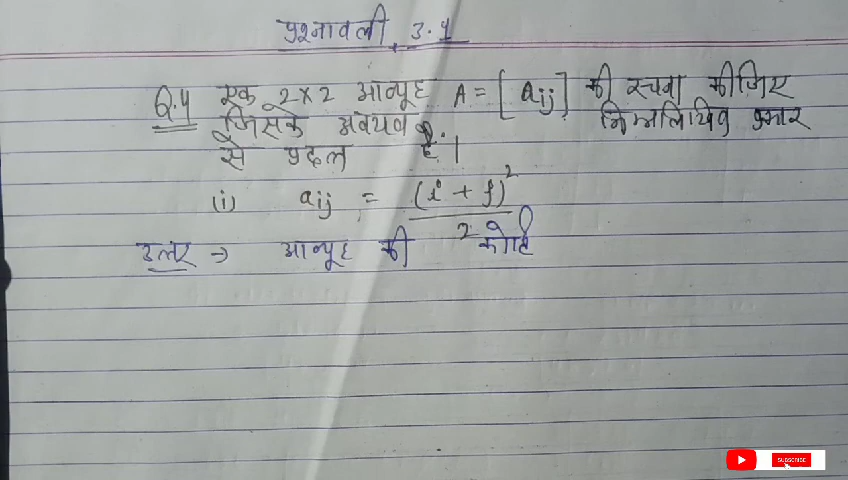 प्रश्नावली 3.1
Q.4 एक 2×2 आव्यूह A = [aij] की रचना कीजिए
जिसके अवयव निम्नलिखित प्रकार
से प्रदत्त हैं।
(i) aij = (i + j)²
2
उत्तर → आव्यूह की कोटि
SUBSCRIBE